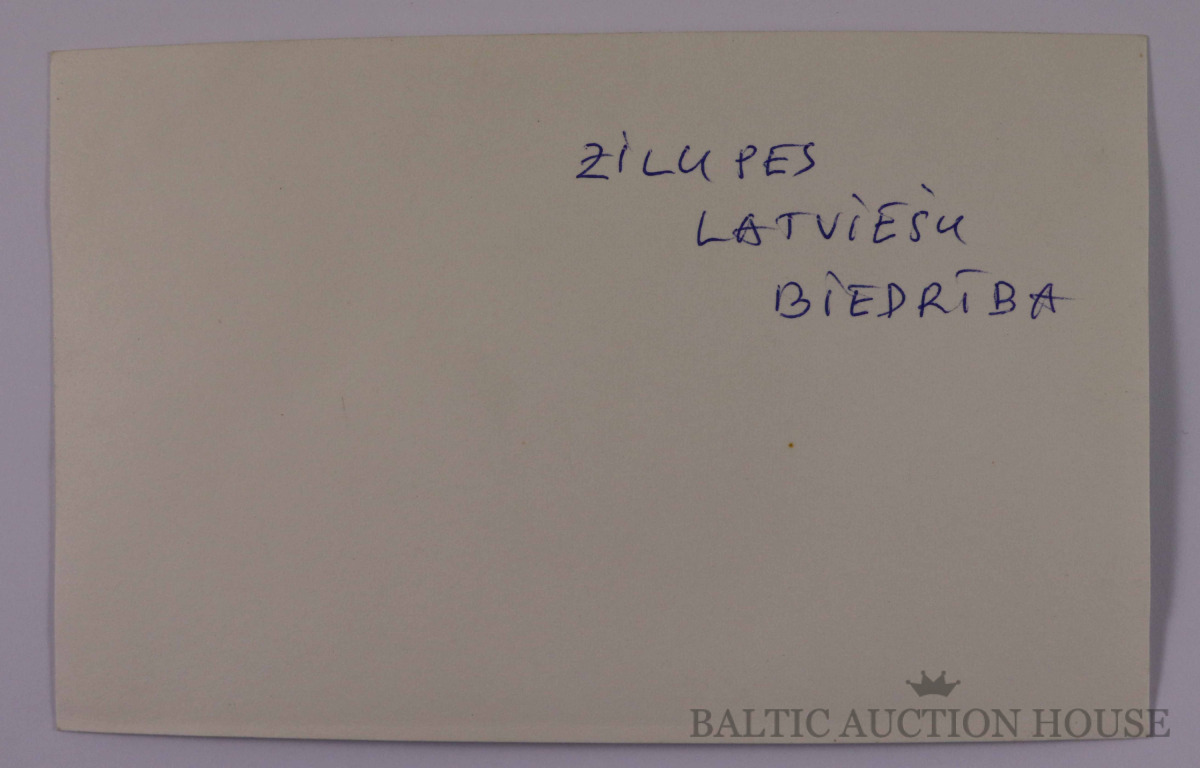 ZILUPES
LATVIEŠU
BIEDRĪBA
BALTIC AUCTION HOUSE